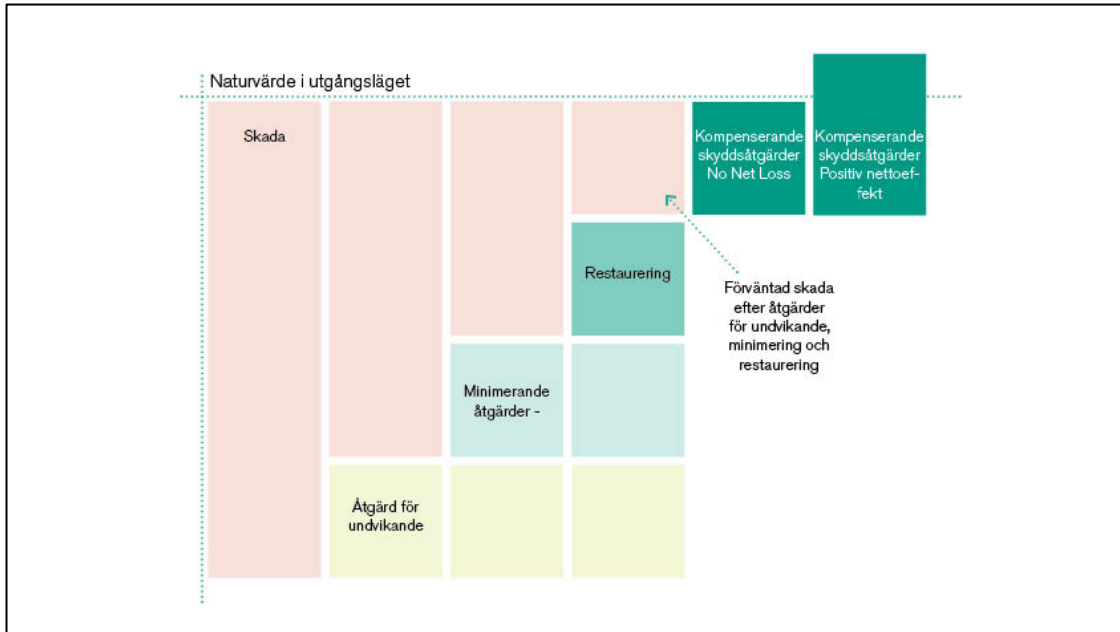 Naturvärde i utgångsläget
Skada
Kompenserande
skyddsåtgärder
No Net Loss
Kompenserande
skyddsåtgärder
Positiv nettoef-
fekt
Restaurering
Förväntad skada
efter åtgärder
för undvikande,
minimering och
restaurering
Minimerande
åtgärder -
Åtgärd för
undvikande